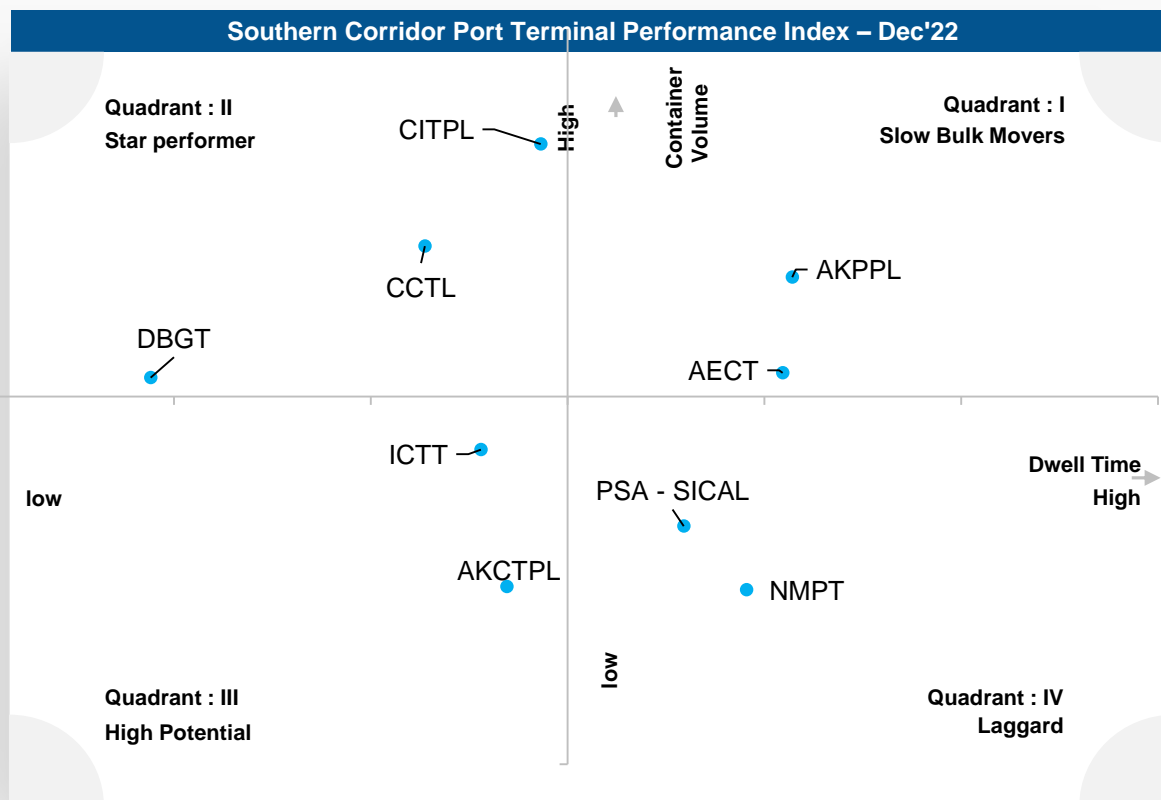 Southern Corridor Port Terminal Performance Index – Dec'22
Quadrant : II
Star performer
CITPL
High
Container
Volume
Quadrant : I
Slow Bulk Movers
CCTL
AKPPL
DBGT
AECT
ICTT
Dwell Time
High
low
PSA - SICAL
AKCTPL
NMPT
low
Quadrant : III
High Potential
Quadrant : IV
Laggard